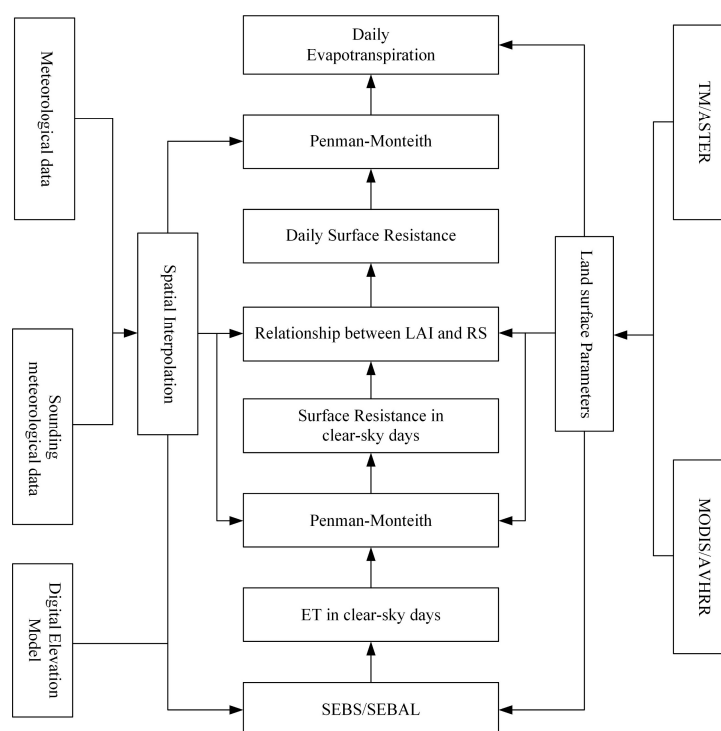 Daily
Evapotranspiration
Meteorological data
TM/ASTER
Penman-Monteith
Daily Surface Resistance
Spatial Interpolation
Land surface Parameters
Relationship between LAI and RS
Sounding
meteorological data
Surface Resistance in
clear-sky days
Penman-Monteith
MODIS/AVHRR
Digital Elevation
Model
ET in clear-sky days
SEBS/SEBAL